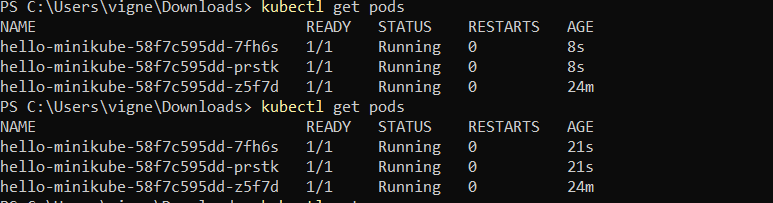 PS C:\Users\vigne\Downloads> kubectl get pods
NAME READY STATUS RESTARTS AGE
hello-minikube-58f7c595dd-7fh6s 1/1 Running 0 8s
hello-minikube-58f7c595dd-prstk 1/1 Running 0 8s
hello-minikube-58f7c595dd-z5f7d 1/1 Running 0 24m
PS C:\Users\vigne\Downloads> kubectl get pods
NAME READY STATUS RESTARTS AGE
hello-minikube-58f7c595dd-7fh6s 1/1 Running 0 21s
hello-minikube-58f7c595dd-prstk 1/1 Running 0 21s
hello-minikube-58f7c595dd-z5f7d 1/1 Running 0 24m